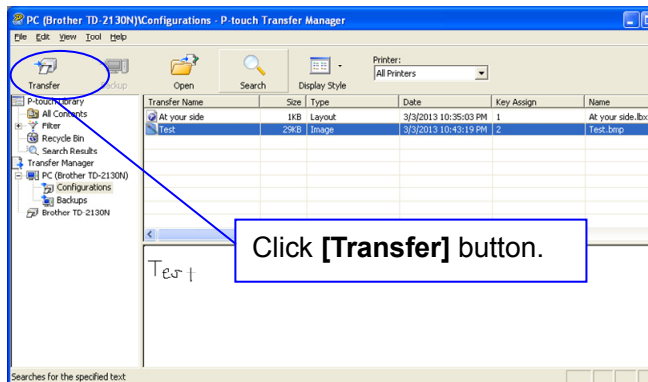 PC (Brother TD-2130N)\Configurations - P-touch Transfer Manager
File Edit View Tool Help
Transfer Backup Open Search Display Style Printer:
All Printers
P-touch Library
All Contents
Filter
Recycle Bin
Search Results
Transfer Manager
PC (Brother TD-2130N)
Configurations
Backups
Brother TD-2130N
Transfer Name Size Type Date Key Assign Name
At your side 1KB Layout 3/3/2013 10:35:03 PM 1 At your side.lbx
Test 29KB Image 3/3/2013 10:43:19 PM 2 Test.bmp
Click [Transfer] button.
Test
Searches for the specified text